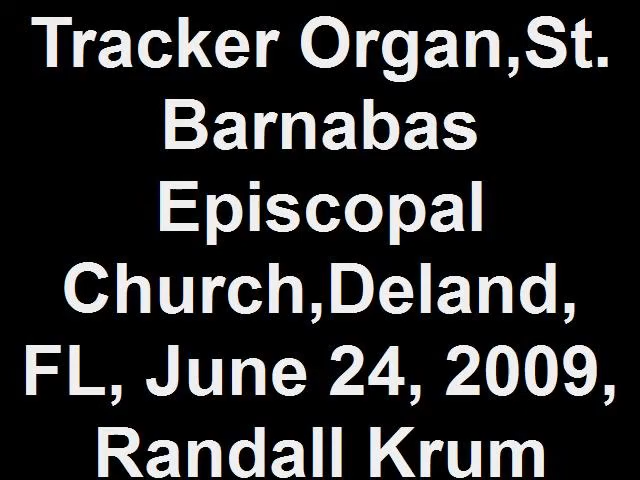 Tracker Organ,St.
Barnabas
Episcopal
Church,Deland,
FL, June 24, 2009,
Randall Krum